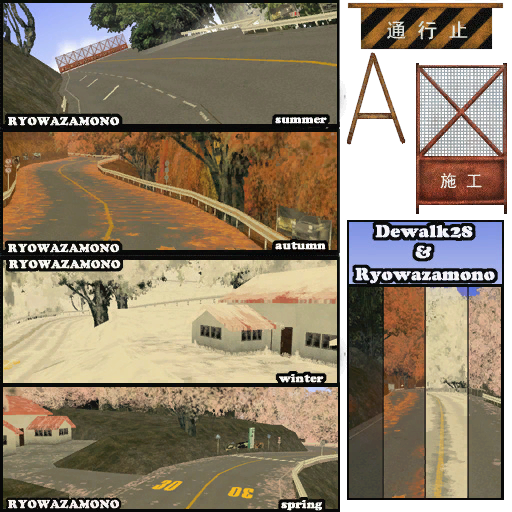 RYOWAZAMONO
summer
RYOWAZAMONO
autumn
RYOWAZAMONO
winter
30
30
RYOWAZAMONO
spring
通行止
施工
Dewalk28
&
Ryowazamono